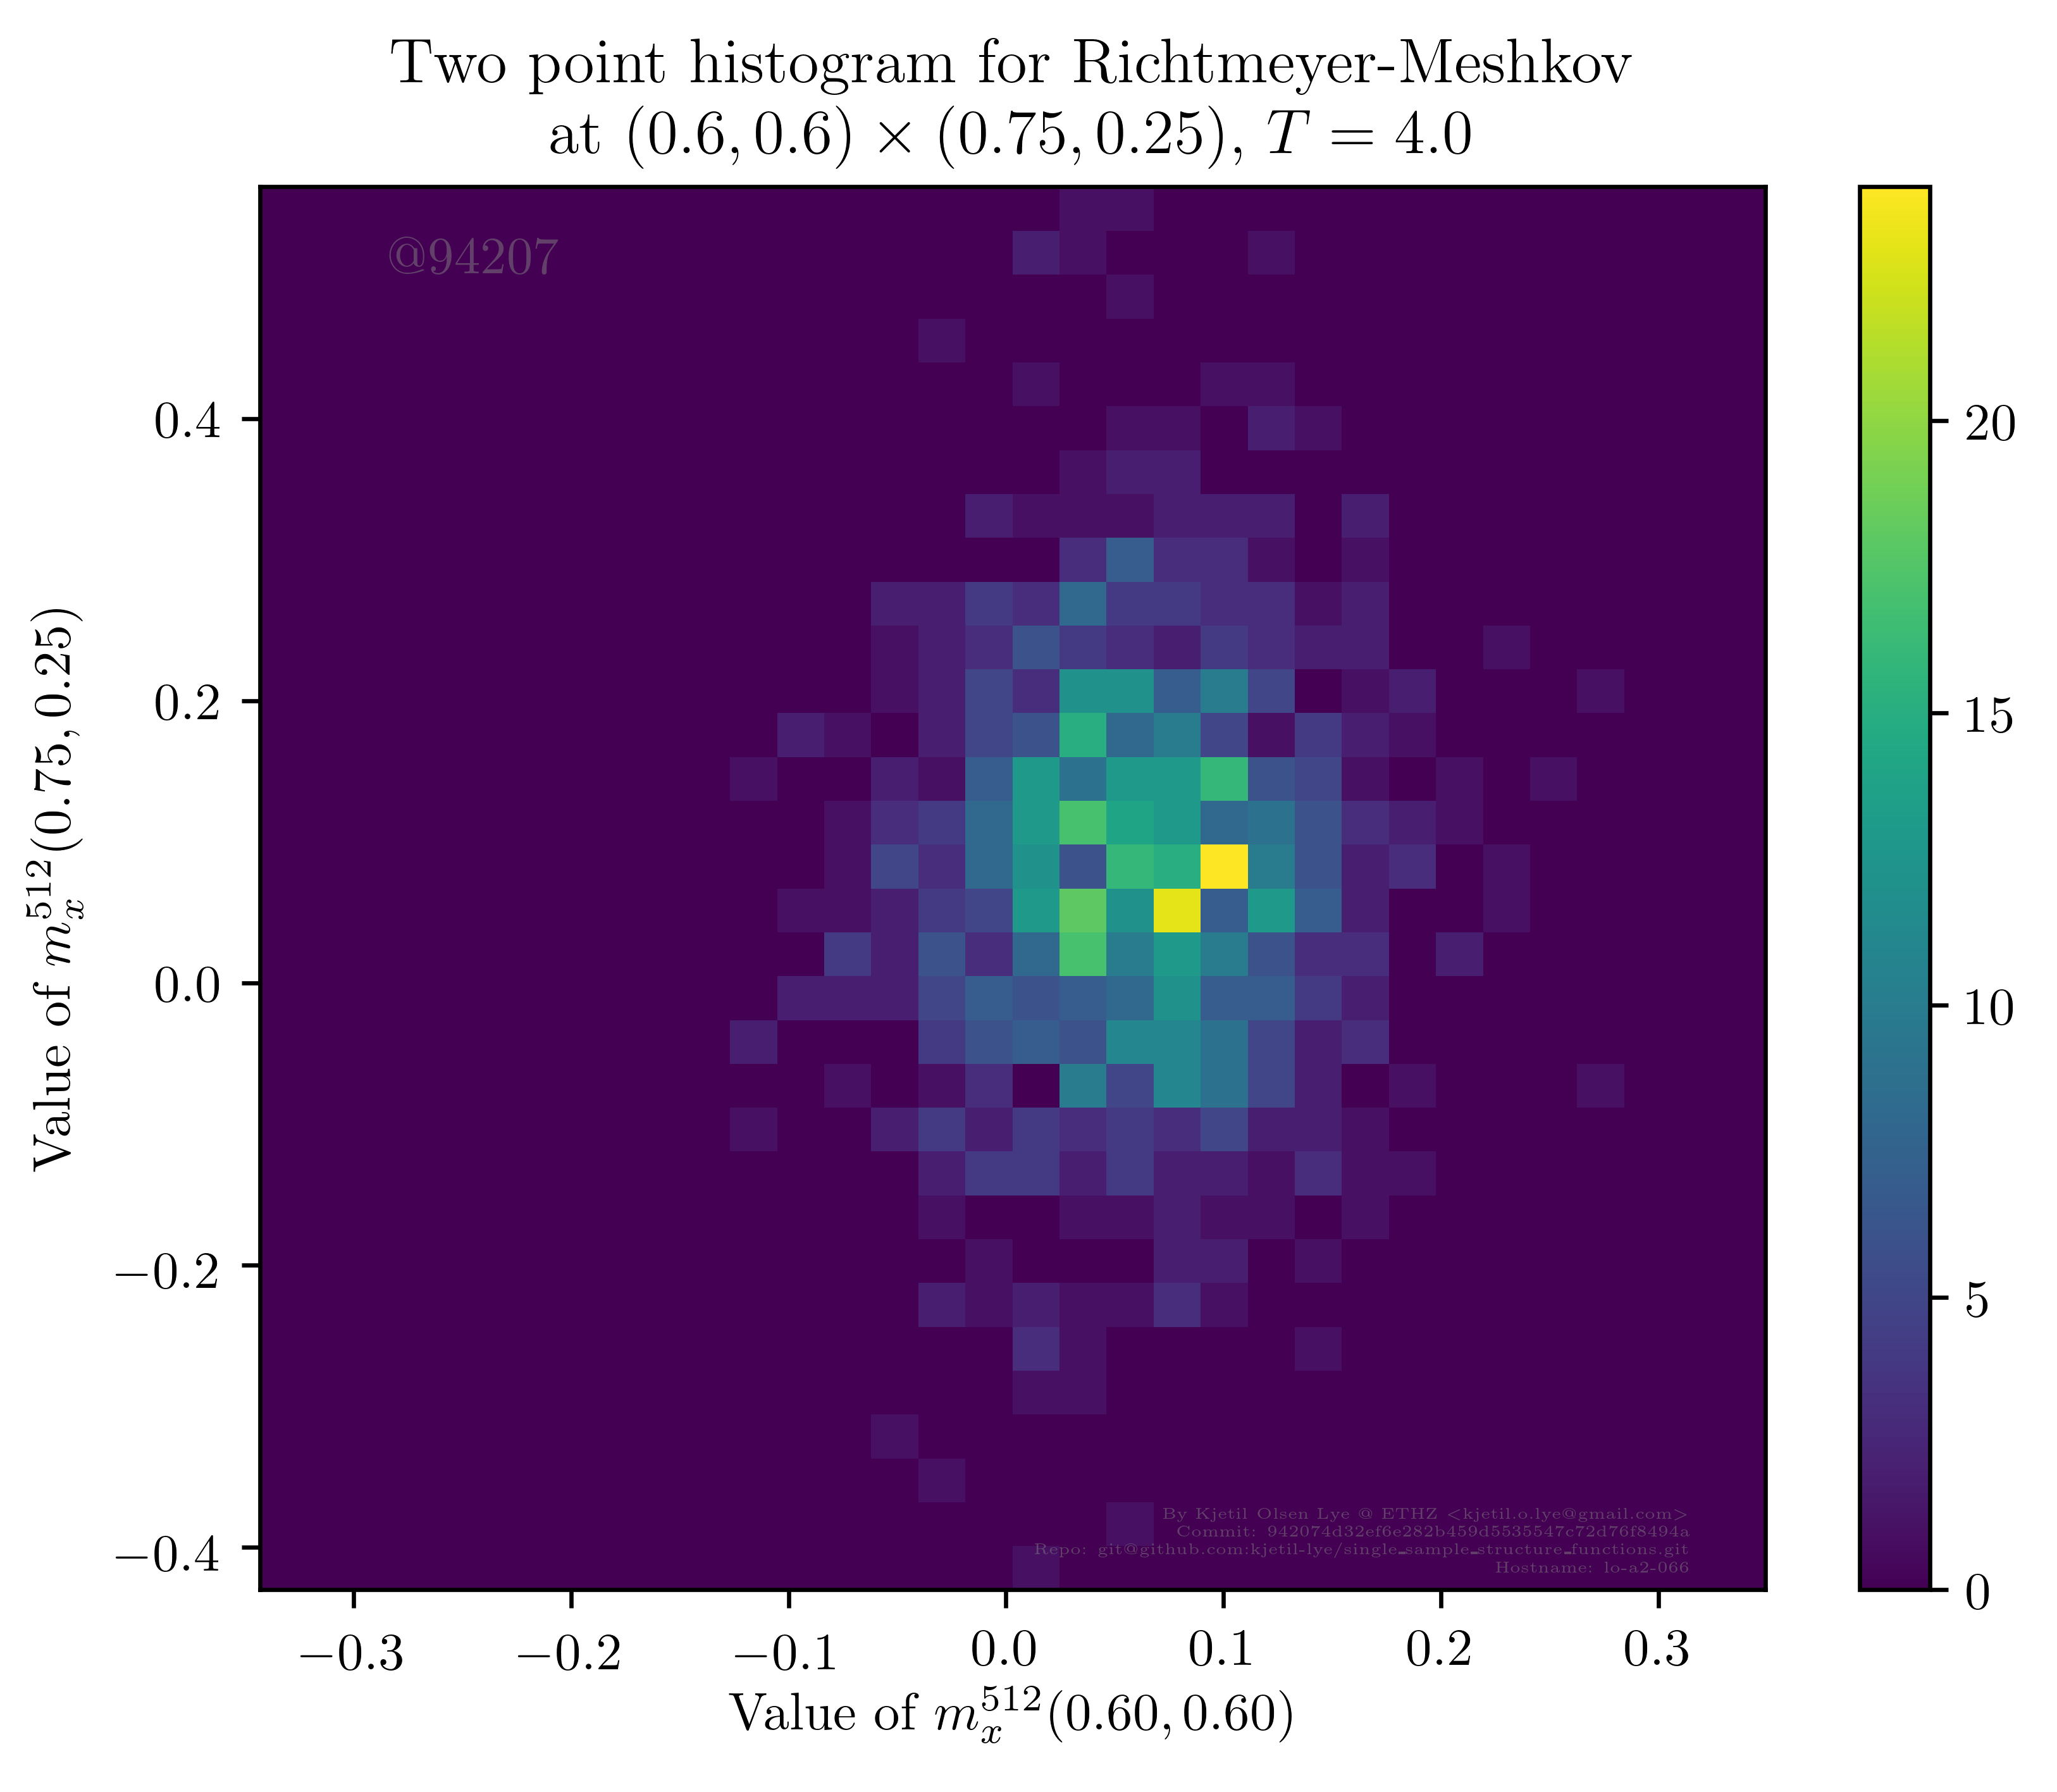 Two point histogram for Richtmeyer-Meshkov
at (0.6, 0.6) × (0.75, 0.25), T = 4.0
@94207
0.4
0.2
0.0
−0.2
−0.4
Value of m_x^512(0.75, 0.25)
20
15
10
5
0
By Kjetil Olsen Lye @ ETHZ <kjetil.o.lye@gmail.com>
Commit: 942074d32ef6e282b459d5535547c72d76f8494a
Repo: git@github.com:kjetil-lye/single_sample_structure_functions.git
Hostname: lo-a2-066
−0.3 −0.2 −0.1 0.0 0.1 0.2 0.3
Value of m_x^512(0.60, 0.60)